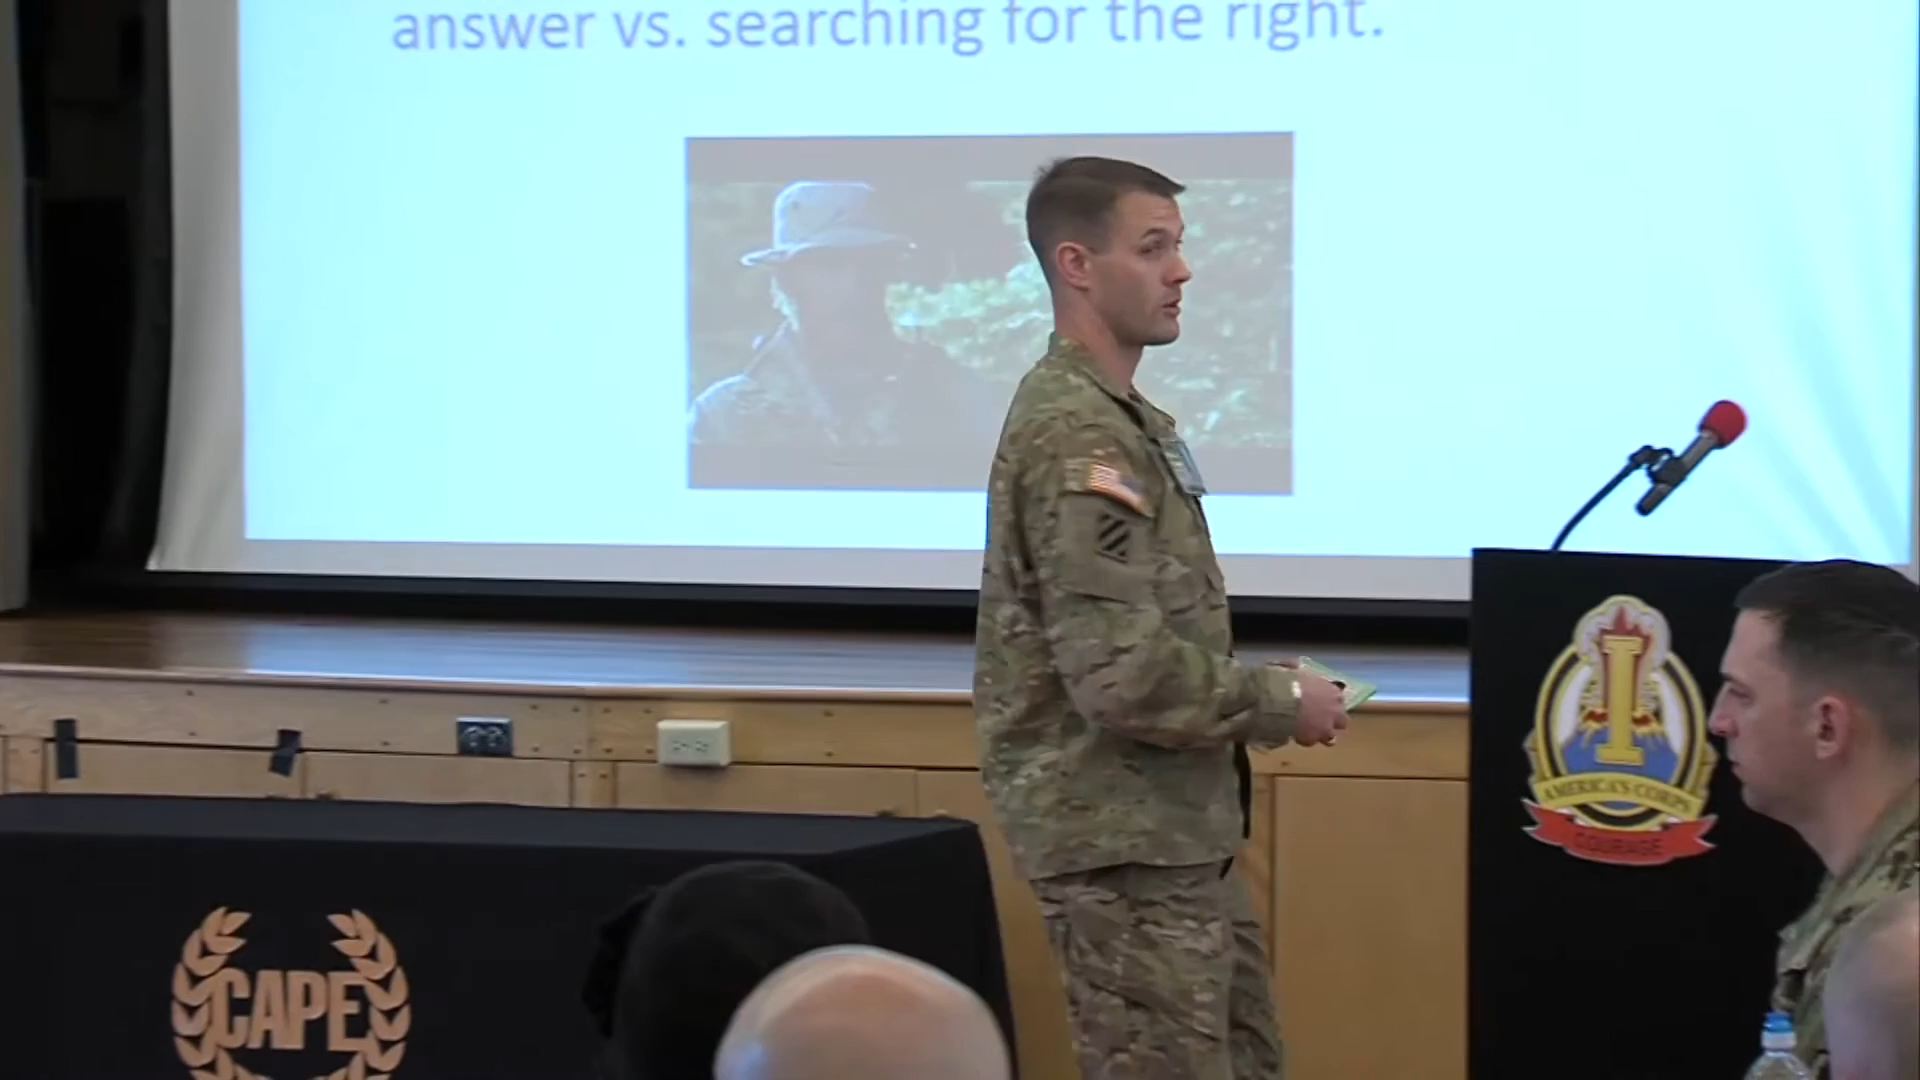 answer vs. searching for the right.
I
AMERICA'S CORPS
COURAGE
CAPE